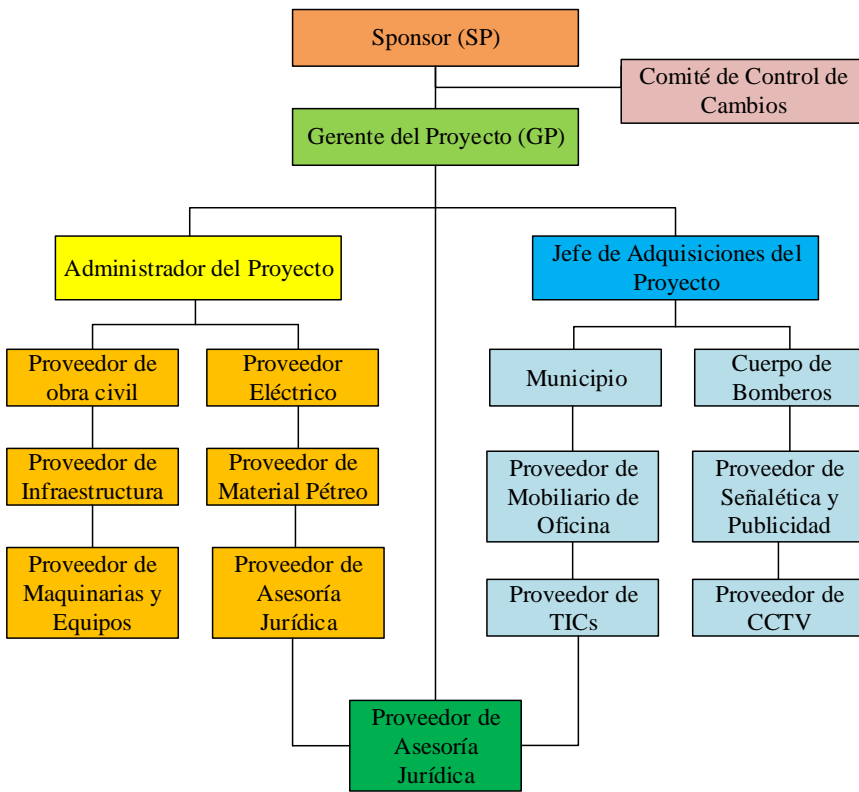 Sponsor (SP)
Comité de Control de
Cambios
Gerente del Proyecto (GP)
Administrador del Proyecto
Jefe de Adquisiciones del
Proyecto
Proveedor de
obra civil
Proveedor
Eléctrico
Municipio
Cuerpo de
Bomberos
Proveedor de
Infraestructura
Proveedor de
Material Pétreo
Proveedor de
Mobiliario de
Oficina
Proveedor de
Señalética y
Publicidad
Proveedor de
Maquinarias y
Equipos
Proveedor de
Asesoría
Jurídica
Proveedor de
TICs
Proveedor de
CCTV
Proveedor de
Asesoría
Jurídica